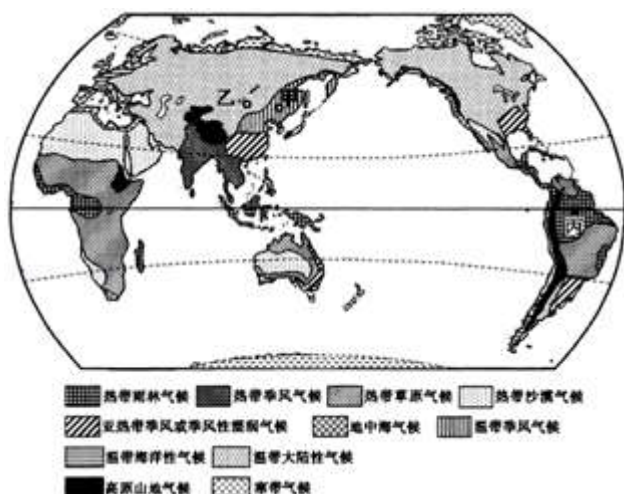 乙
甲
丙
热带雨林气候 热带季风气候 热带草原气候 热带沙漠气候
亚热带季风或季风性湿润气候 地中海气候 温带季风气候
温带海洋性气候 温带大陆性气候
高原山地气候 寒带气候